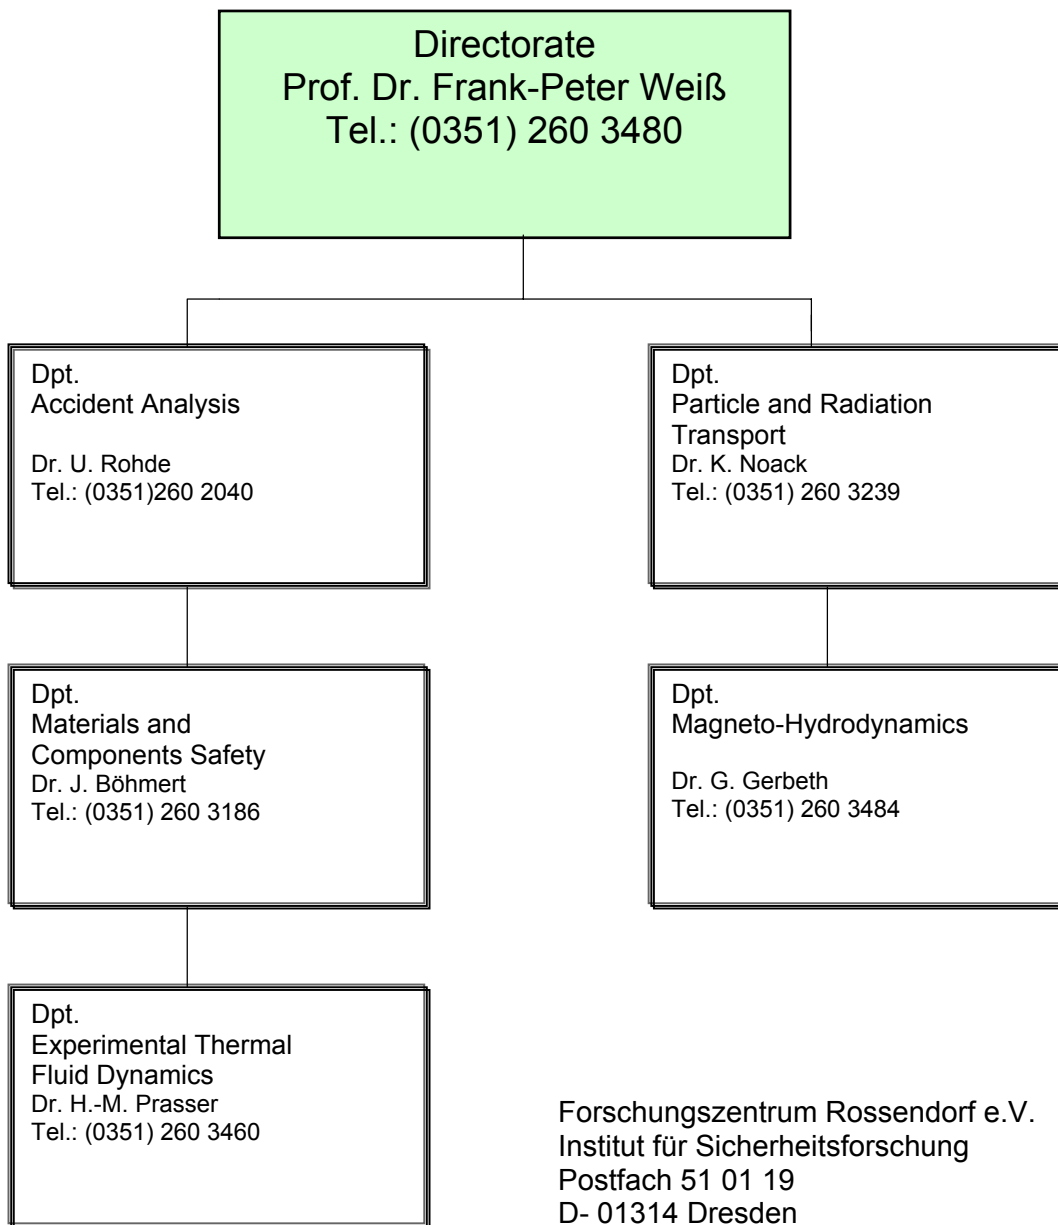 Directorate
Prof. Dr. Frank-Peter Weiß
Tel.: (0351) 260 3480
Dpt.
Accident Analysis
Dr. U. Rohde
Tel.: (0351)260 2040
Dpt.
Particle and Radiation
Transport
Dr. K. Noack
Tel.: (0351) 260 3239
Dpt.
Materials and
Components Safety
Dr. J. Böhmert
Tel.: (0351) 260 3186
Dpt.
Magneto-Hydrodynamics
Dr. G. Gerbeth
Tel.: (0351) 260 3484
Dpt.
Experimental Thermal
Fluid Dynamics
Dr. H.-M. Prasser
Tel.: (0351) 260 3460
Forschungszentrum Rossendorf e.V.
Institut für Sicherheitsforschung
Postfach 51 01 19
D- 01314 Dresden